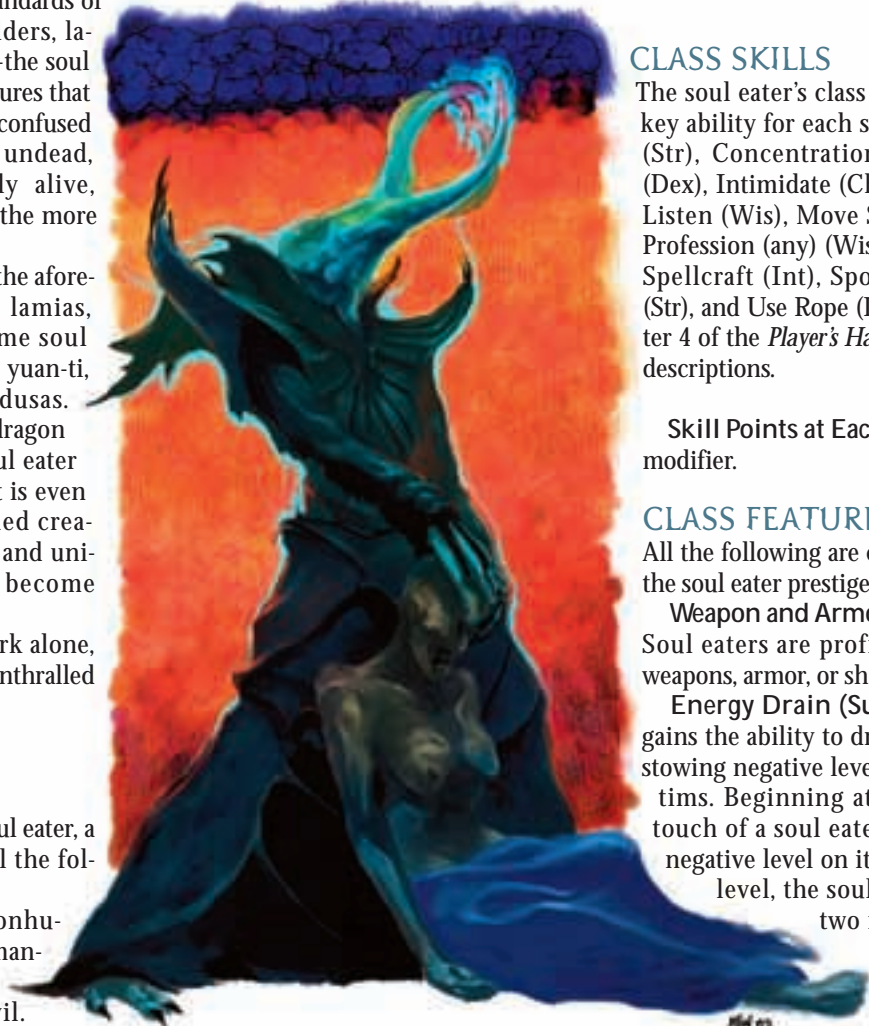 ndards of
ders, la-
-the soul
ures that
confused
undead,
ly alive,
the more
the afore-
lamias,
me soul
yuan-ti,
dusas.
dragon
ul eater
t is even
ed crea-
and uni-
become
rk alone,
nthralled
ul eater, a
l the fol-
onhu-
man-
vil.
CLASS SKILLS
The soul eater's class
key ability for each s
(Str), Concentration
(Dex), Intimidate (Cl
Listen (Wis), Move S
Profession (any) (Wis
Spellcraft (Int), Spo
(Str), and Use Rope (I
ter 4 of the Player's Ha
descriptions.
Skill Points at Eac
modifier.
CLASS FEATURE
All the following are c
the soul eater prestige
Weapon and Armo
Soul eaters are profi
weapons, armor, or sh
Energy Drain (Su
gains the ability to dr
stowing negative leve
tims. Beginning at
touch of a soul eate
negative level on it
level, the soul
two n